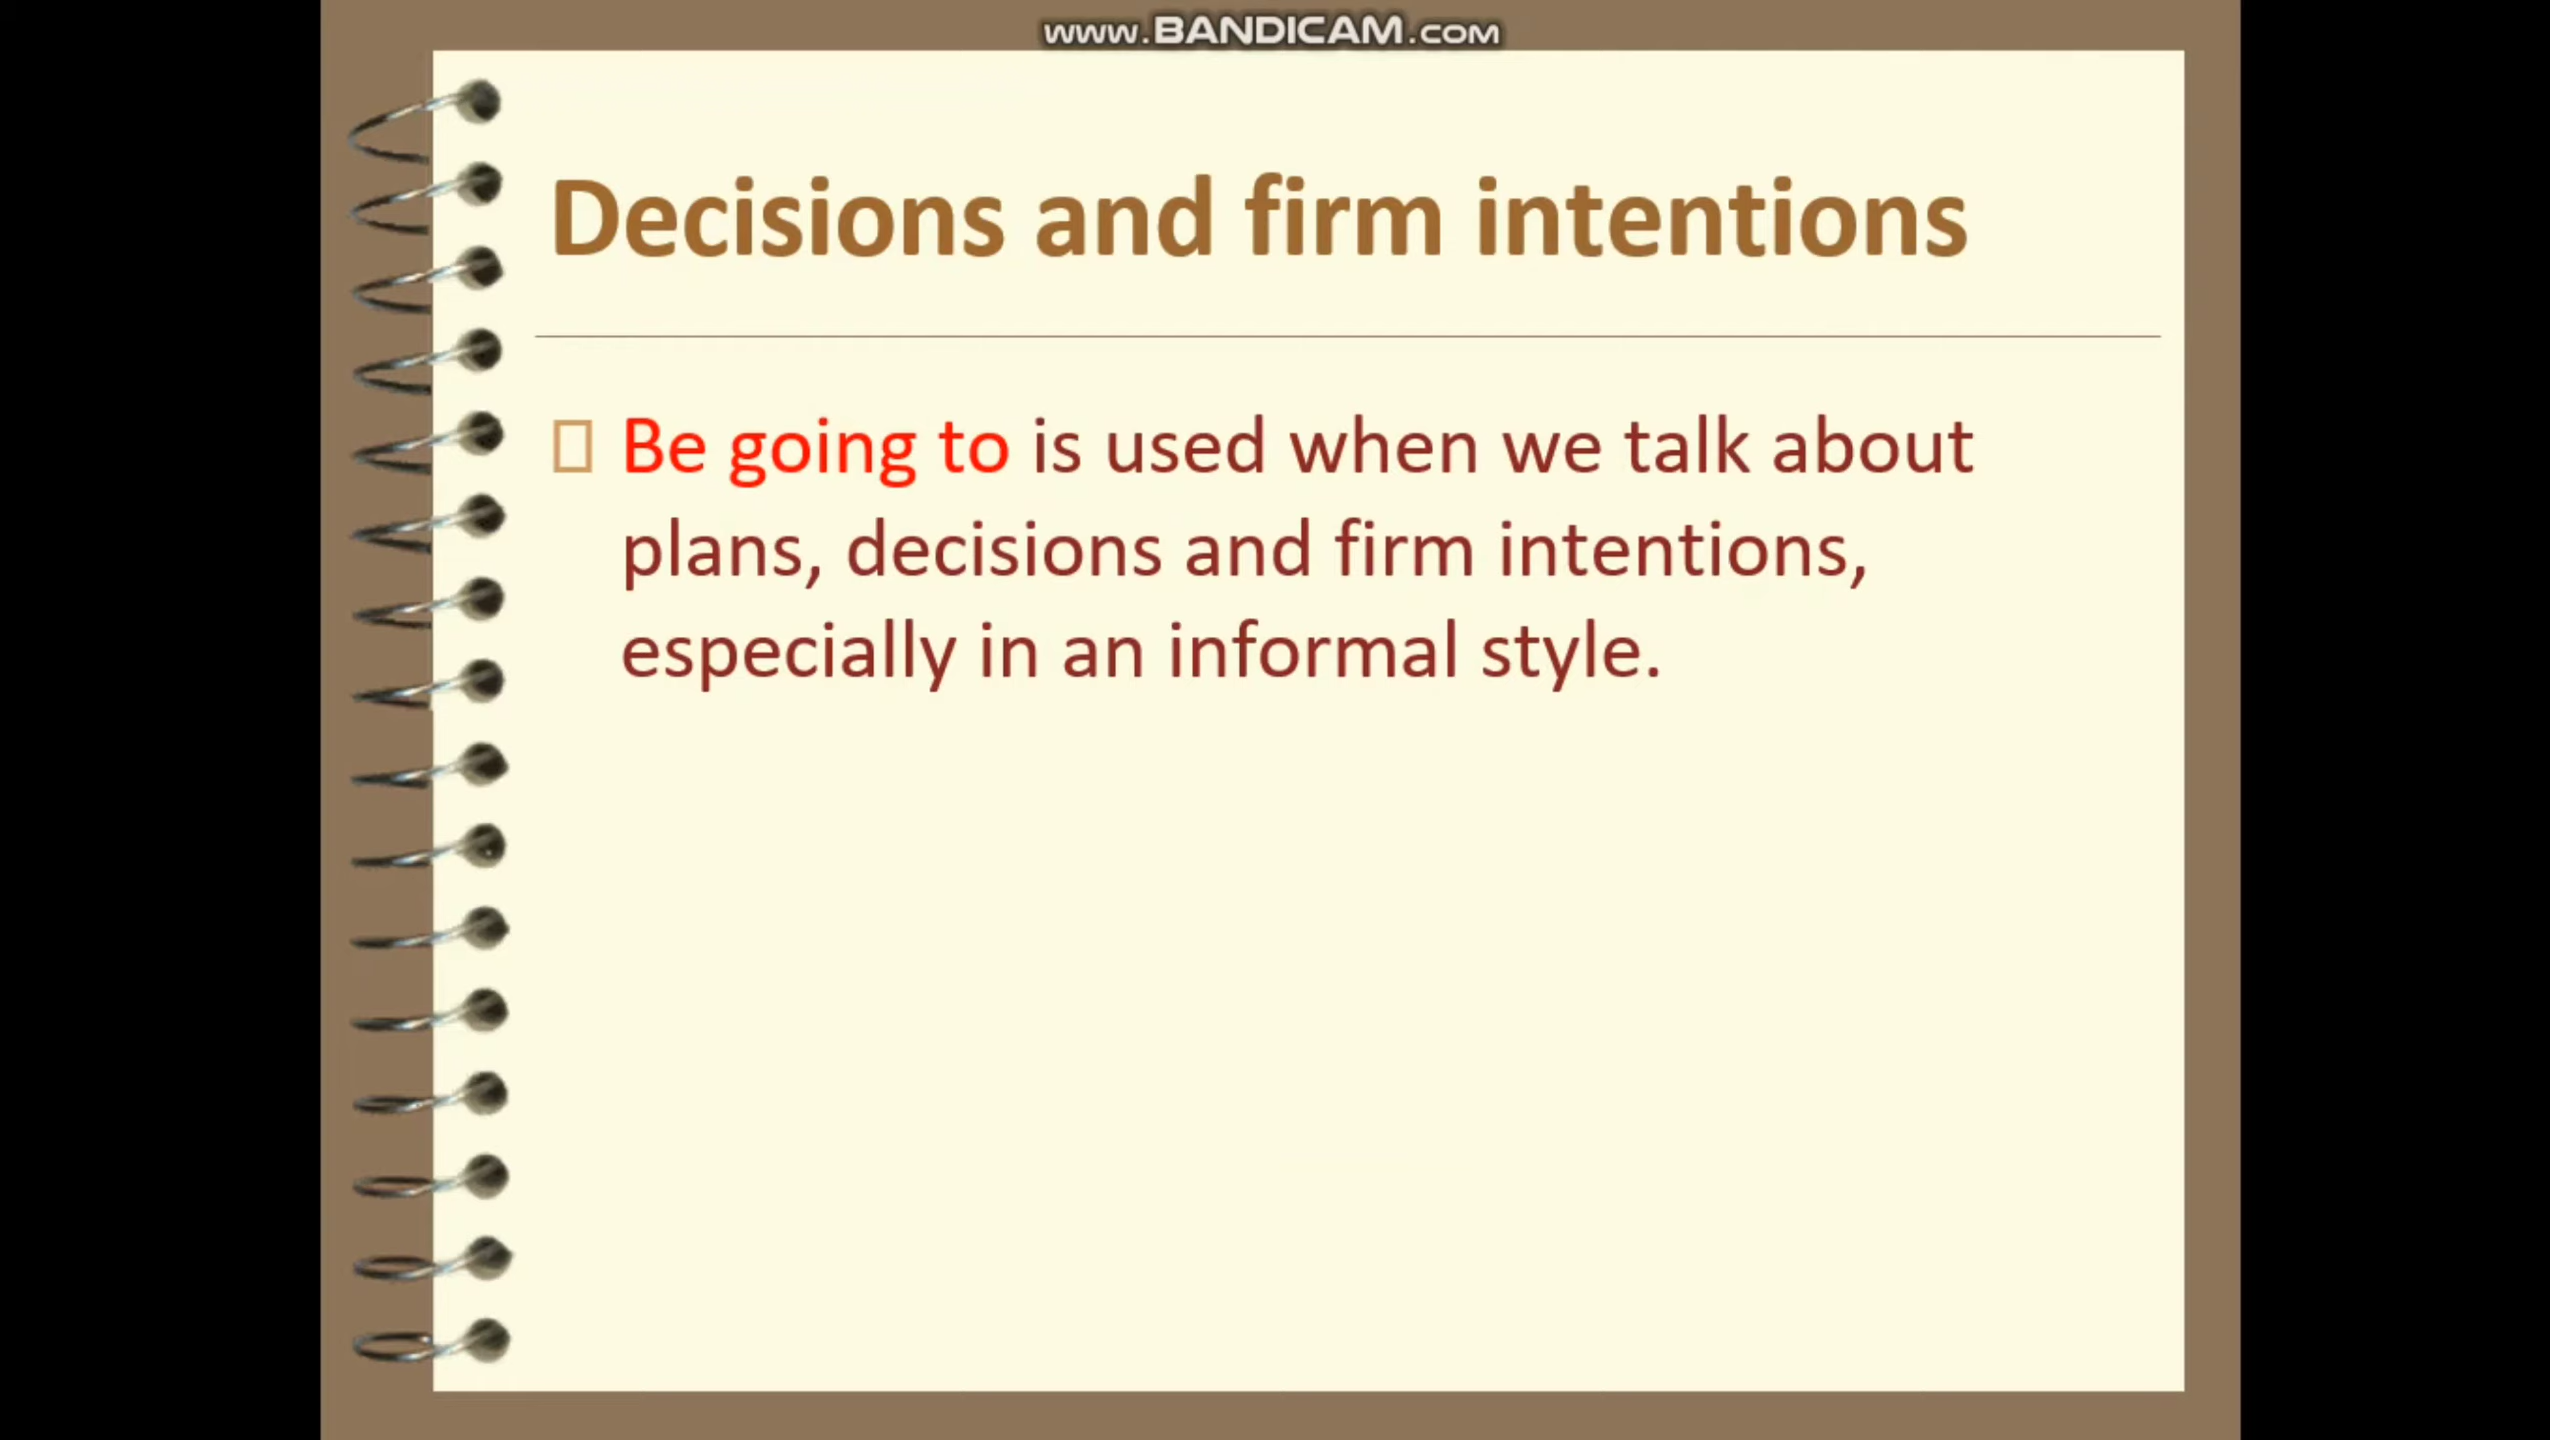 www.BANDICAM.com
Decisions and firm intentions
Be going to is used when we talk about
plans, decisions and firm intentions,
especially in an informal style.